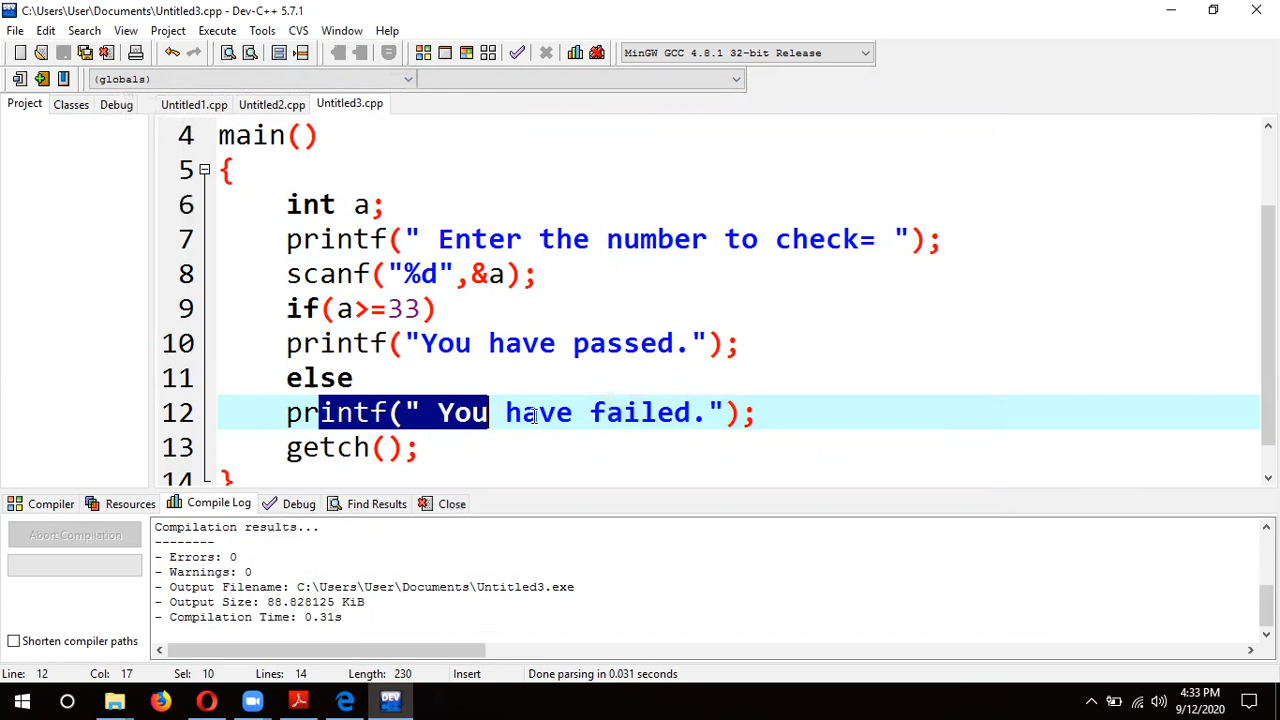 C:\Users\User\Documents\Untitled3.cpp - Dev-C++ 5.7.1
File Edit Search View Project Execute Tools CVS Window Help
MinGW GCC 4.8.1 32-bit Release
(globals)
Project Classes Debug Untitled1.cpp Untitled2.cpp Untitled3.cpp
4 main()
5 {
6 int a;
7 printf(" Enter the number to check= ");
8 scanf("%d",&a);
9 if(a>=33)
10 printf("You have passed.");
11 else
12 printf(" You have failed.");
13 getch();
14 }
Compiler Resources Compile Log Debug Find Results Close
Abort Compilation
Shorten compiler paths
Compilation results...
--------
- Errors: 0
- Warnings: 0
- Output Filename: C:\Users\User\Documents\Untitled3.exe
- Output Size: 88.828125 KiB
- Compilation Time: 0.31s
Line: 12 Col: 17 Sel: 10 Lines: 14 Length: 230 Insert Done parsing in 0.031 seconds
DEV
4:33 PM
9/12/2020